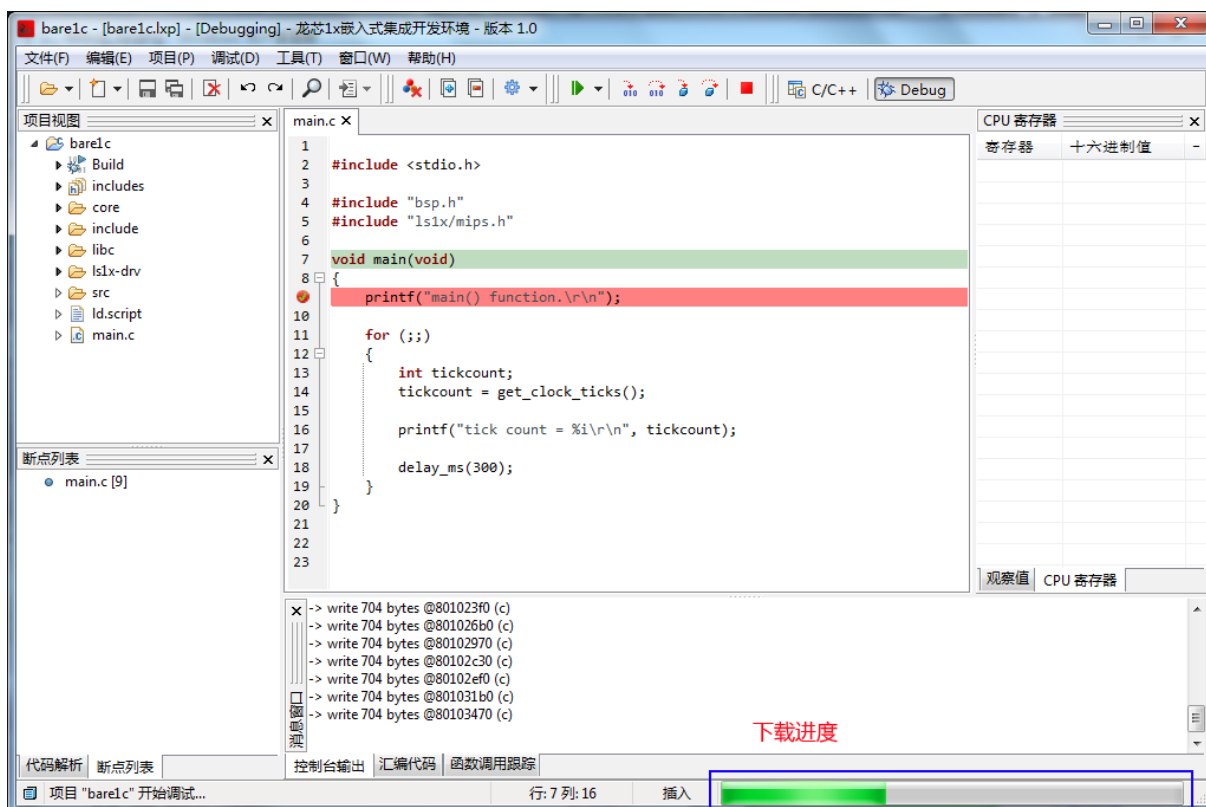 bare1c - [bare1c.lxp] - [Debugging] - 龙芯1x嵌入式集成开发环境 - 版本 1.0
文件(F) 编辑(E) 项目(P) 调试(D) 工具(T) 窗口(W) 帮助(H)
C/C++ Debug
项目视图
bare1c
Build
includes
core
include
libc
ls1x-drv
src
ld.script
main.c
断点列表
main.c [9]
代码解析 断点列表
main.c
1
2 #include <stdio.h>
3
4 #include "bsp.h"
5 #include "ls1x/mips.h"
6
7 void main(void)
8 {
printf("main() function.\r\n");
10
11 for (;;)
12 {
13 int tickcount;
14 tickcount = get_clock_ticks();
15
16 printf("tick count = %i\r\n", tickcount);
17
18 delay_ms(300);
19 }
20 }
21
22
23
CPU 寄存器
寄存器 十六进制值
观察值 CPU 寄存器
消息窗口
-> write 704 bytes @801023f0 (c)
-> write 704 bytes @801026b0 (c)
-> write 704 bytes @80102970 (c)
-> write 704 bytes @80102c30 (c)
-> write 704 bytes @80102ef0 (c)
-> write 704 bytes @801031b0 (c)
-> write 704 bytes @80103470 (c)
下载进度
控制台输出 汇编代码 函数调用跟踪
项目 "bare1c" 开始调试... 行: 7 列: 16 插入